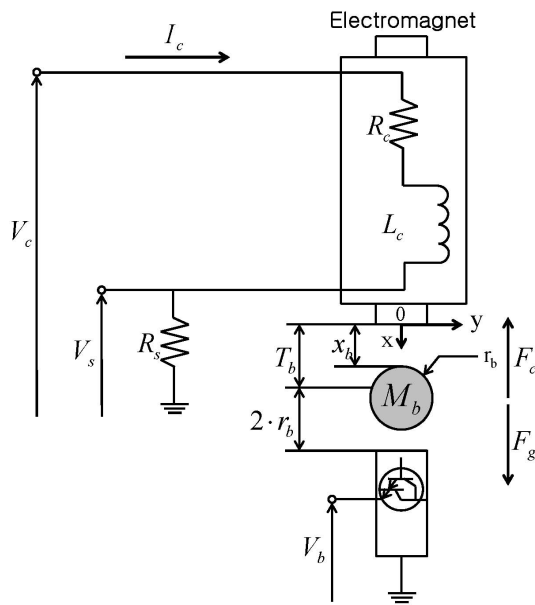 Electromagnet
I_c
R_c
V_c
L_c
0
y
x
V_s
R_s
T_b
x_b
r_b
F_c
M_b
2·r_b
F_g
V_b